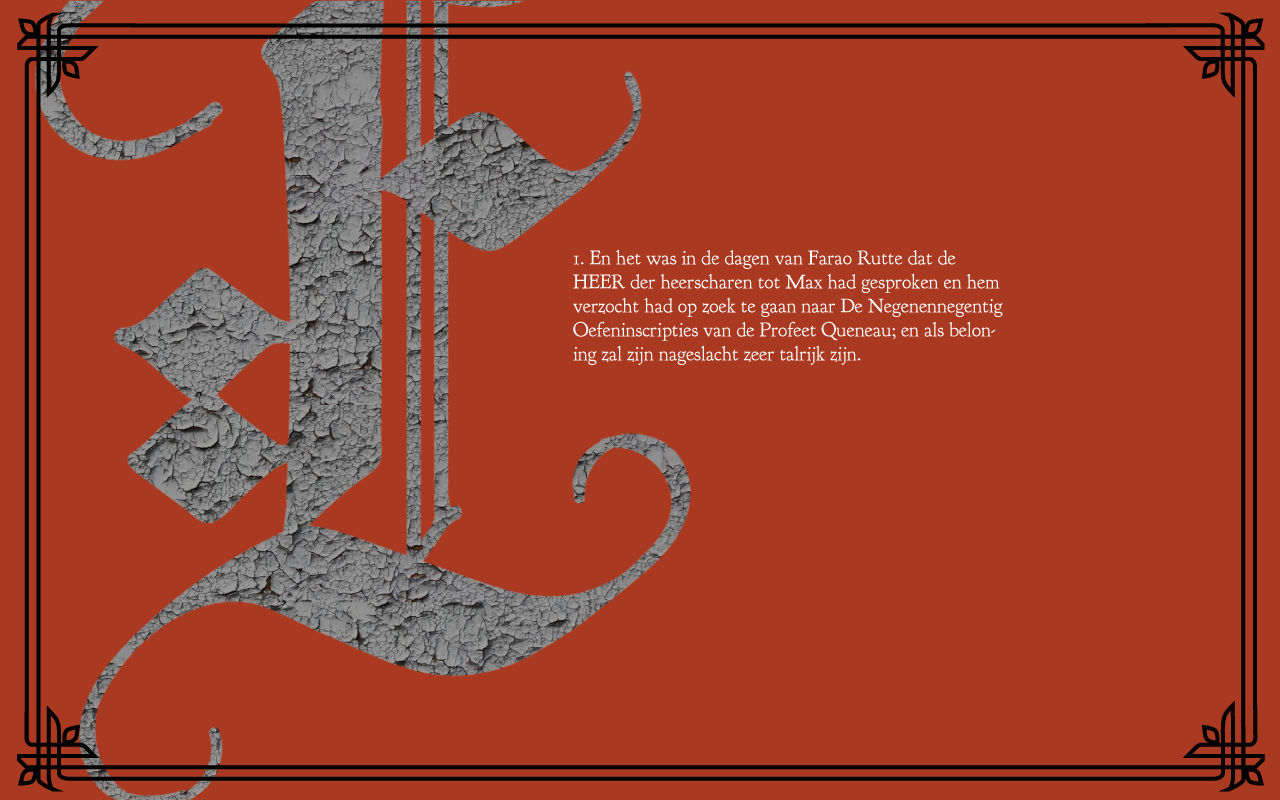 1. En het was in de dagen van Farao Rutte dat de
HEER der heerscharen tot Max had gesproken en hem
verzocht had op zoek te gaan naar De Negenennegentig
Oefeninscripties van de Profeet Queneau; en als belon-
ing zal zijn nageslacht zeer talrijk zijn.